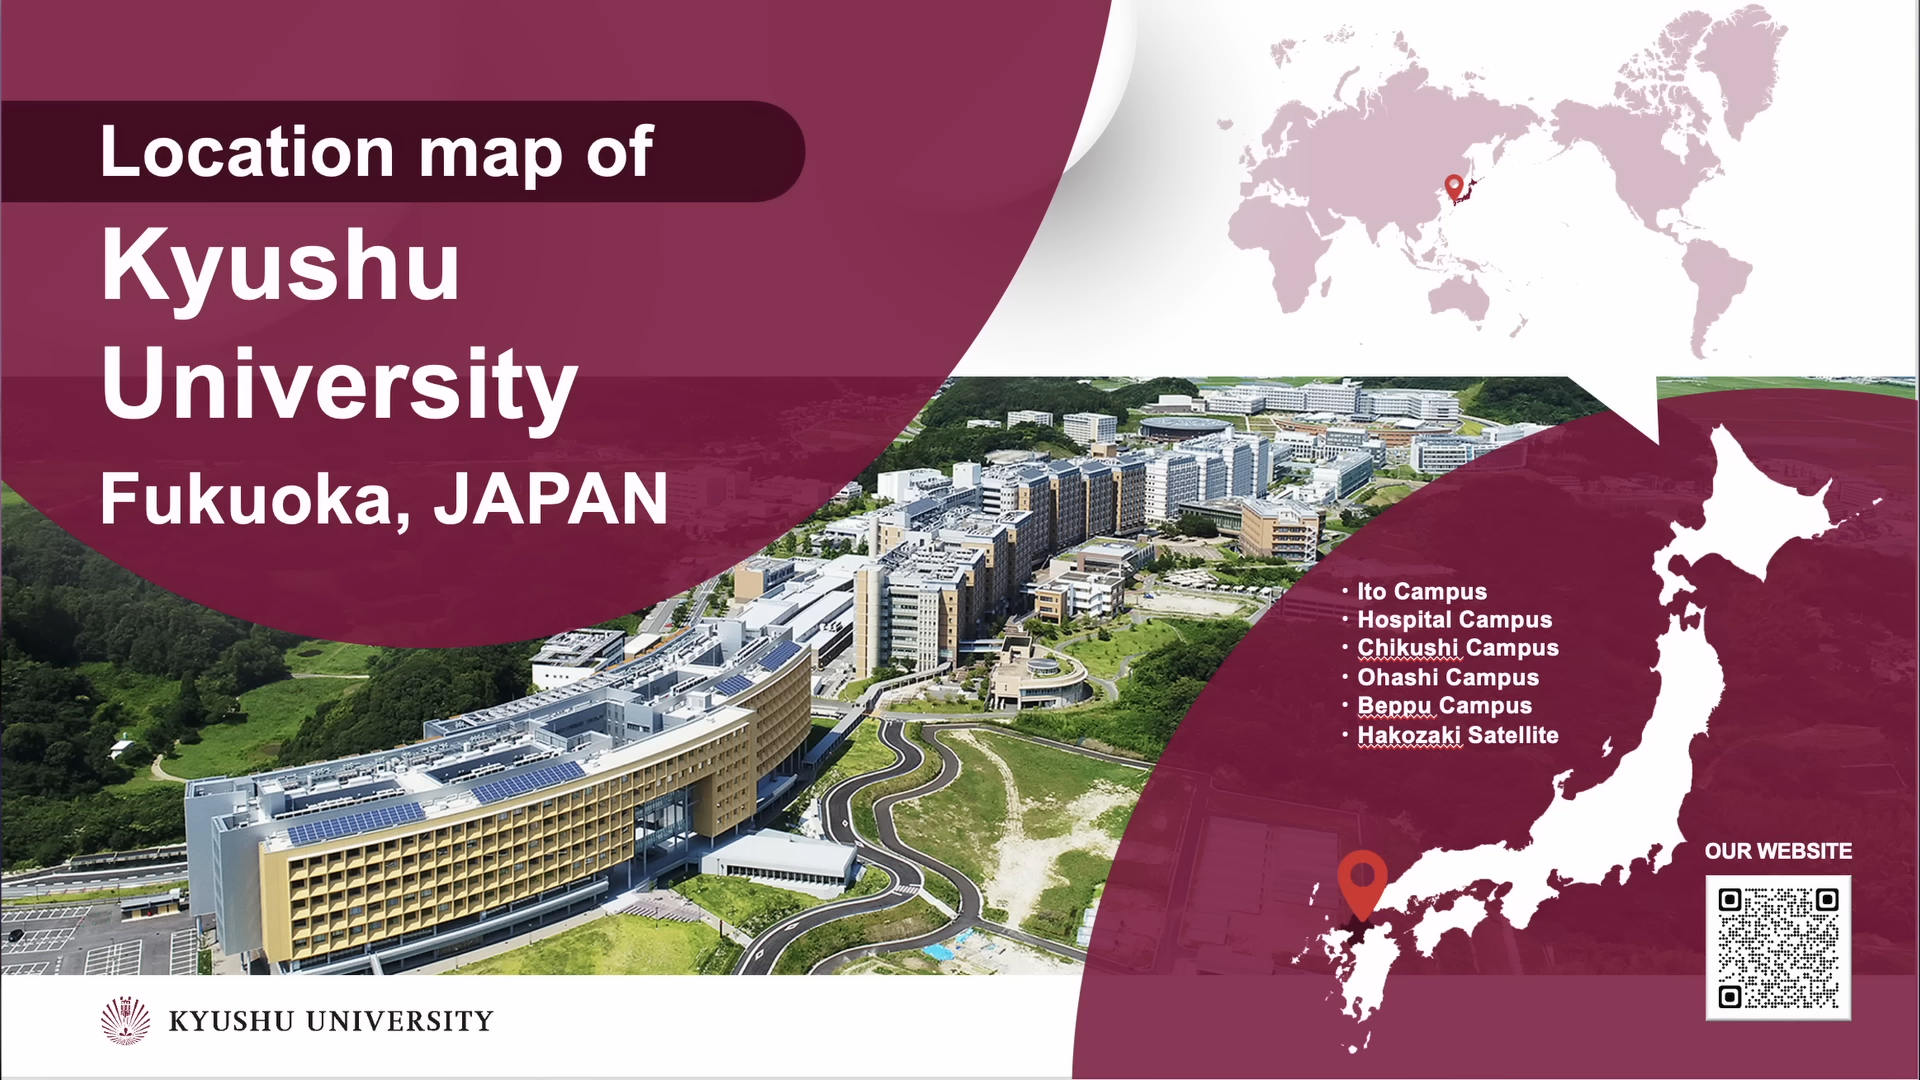 Location map of
Kyushu
University
Fukuoka, JAPAN
・Ito Campus
・Hospital Campus
・Chikushi Campus
・Ohashi Campus
・Beppu Campus
・Hakozaki Satellite
OUR WEBSITE
KYUSHU UNIVERSITY